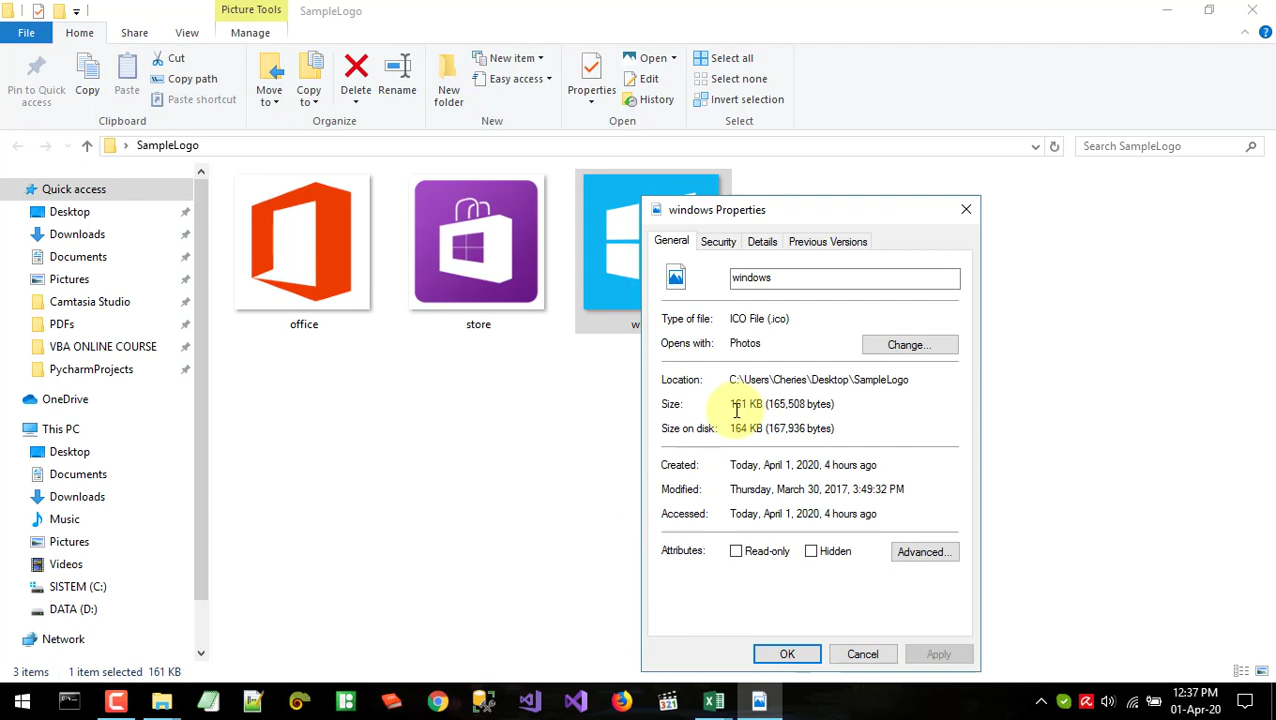 Picture Tools
SampleLogo
File
Home
Share
View
Manage
Pin to Quick access
Copy
Paste
Cut
Copy path
Paste shortcut
Move to
Copy to
Delete
Rename
New folder
New item
Easy access
Properties
Open
Edit
History
Select all
Select none
Invert selection
Clipboard
Organize
New
Open
Select
SampleLogo
Search SampleLogo
Quick access
Desktop
Downloads
Documents
Pictures
Camtasia Studio
PDFs
VBA ONLINE COURSE
PycharmProjects
OneDrive
This PC
Desktop
Documents
Downloads
Music
Pictures
Videos
SISTEM (C:)
DATA (D:)
Network
office
store
w
windows Properties
General
Security
Details
Previous Versions
windows
Type of file: ICO File (.ico)
Opens with: Photos
Change...
Location: C:\Users\Cheries\Desktop\SampleLogo
Size: 161 KB (165,508 bytes)
Size on disk: 164 KB (167,936 bytes)
Created: Today, April 1, 2020, 4 hours ago
Modified: Thursday, March 30, 2017, 3:49:32 PM
Accessed: Today, April 1, 2020, 4 hours ago
Attributes: Read-only Hidden Advanced...
OK Cancel Apply
3 items 1 item selected 161 KB
321
12:37 PM
01-Apr-20